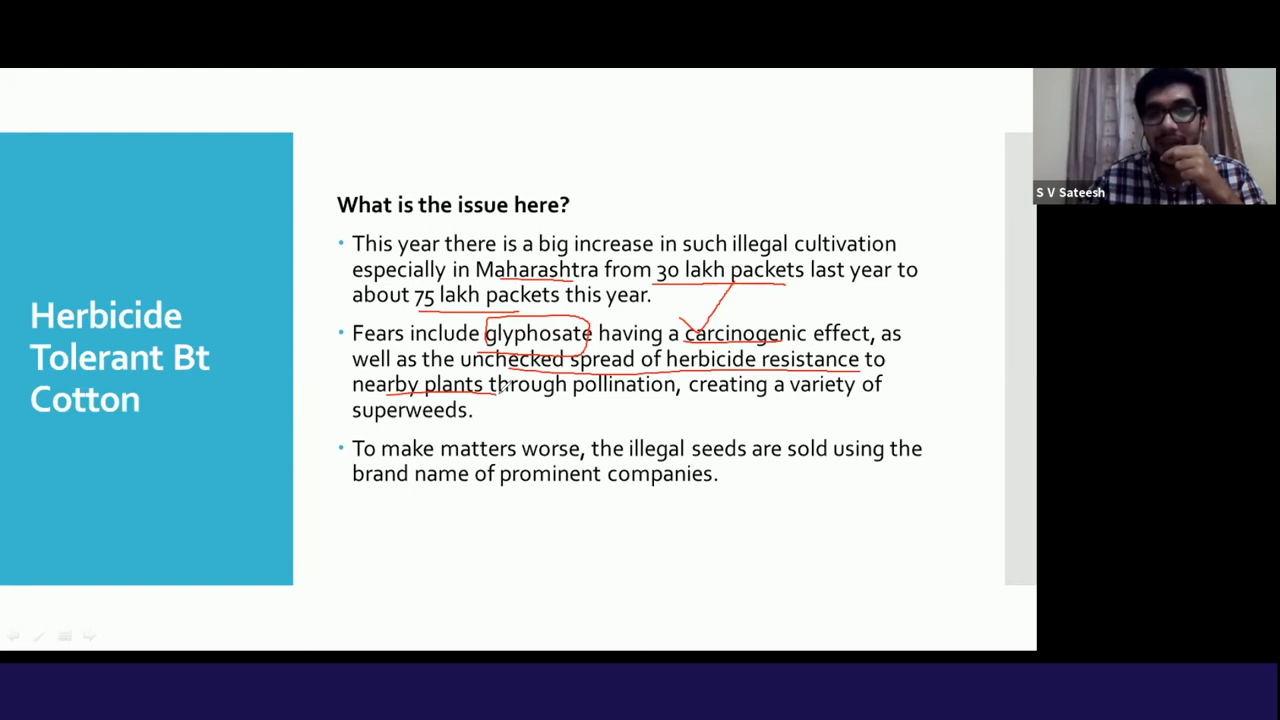 Herbicide
Tolerant Bt
Cotton
What is the issue here?
• This year there is a big increase in such illegal cultivation
especially in Maharashtra from 30 lakh packets last year to
about 75 lakh packets this year.
• Fears include glyphosate having a carcinogenic effect, as
well as the unchecked spread of herbicide resistance to
nearby plants through pollination, creating a variety of
superweeds.
• To make matters worse, the illegal seeds are sold using the
brand name of prominent companies.
S V Sateesh